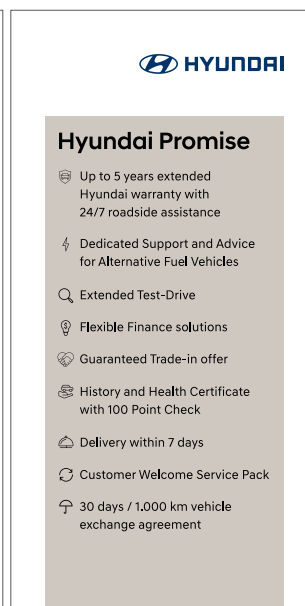 HYUNDAI
Hyundai Promise
Up to 5 years extended
Hyundai warranty with
24/7 roadside assistance
Dedicated Support and Advice
for Alternative Fuel Vehicles
Extended Test-Drive
Flexible Finance solutions
Guaranteed Trade-in offer
History and Health Certificate
with 100 Point Check
Delivery within 7 days
Customer Welcome Service Pack
30 days / 1.000 km vehicle
exchange agreement